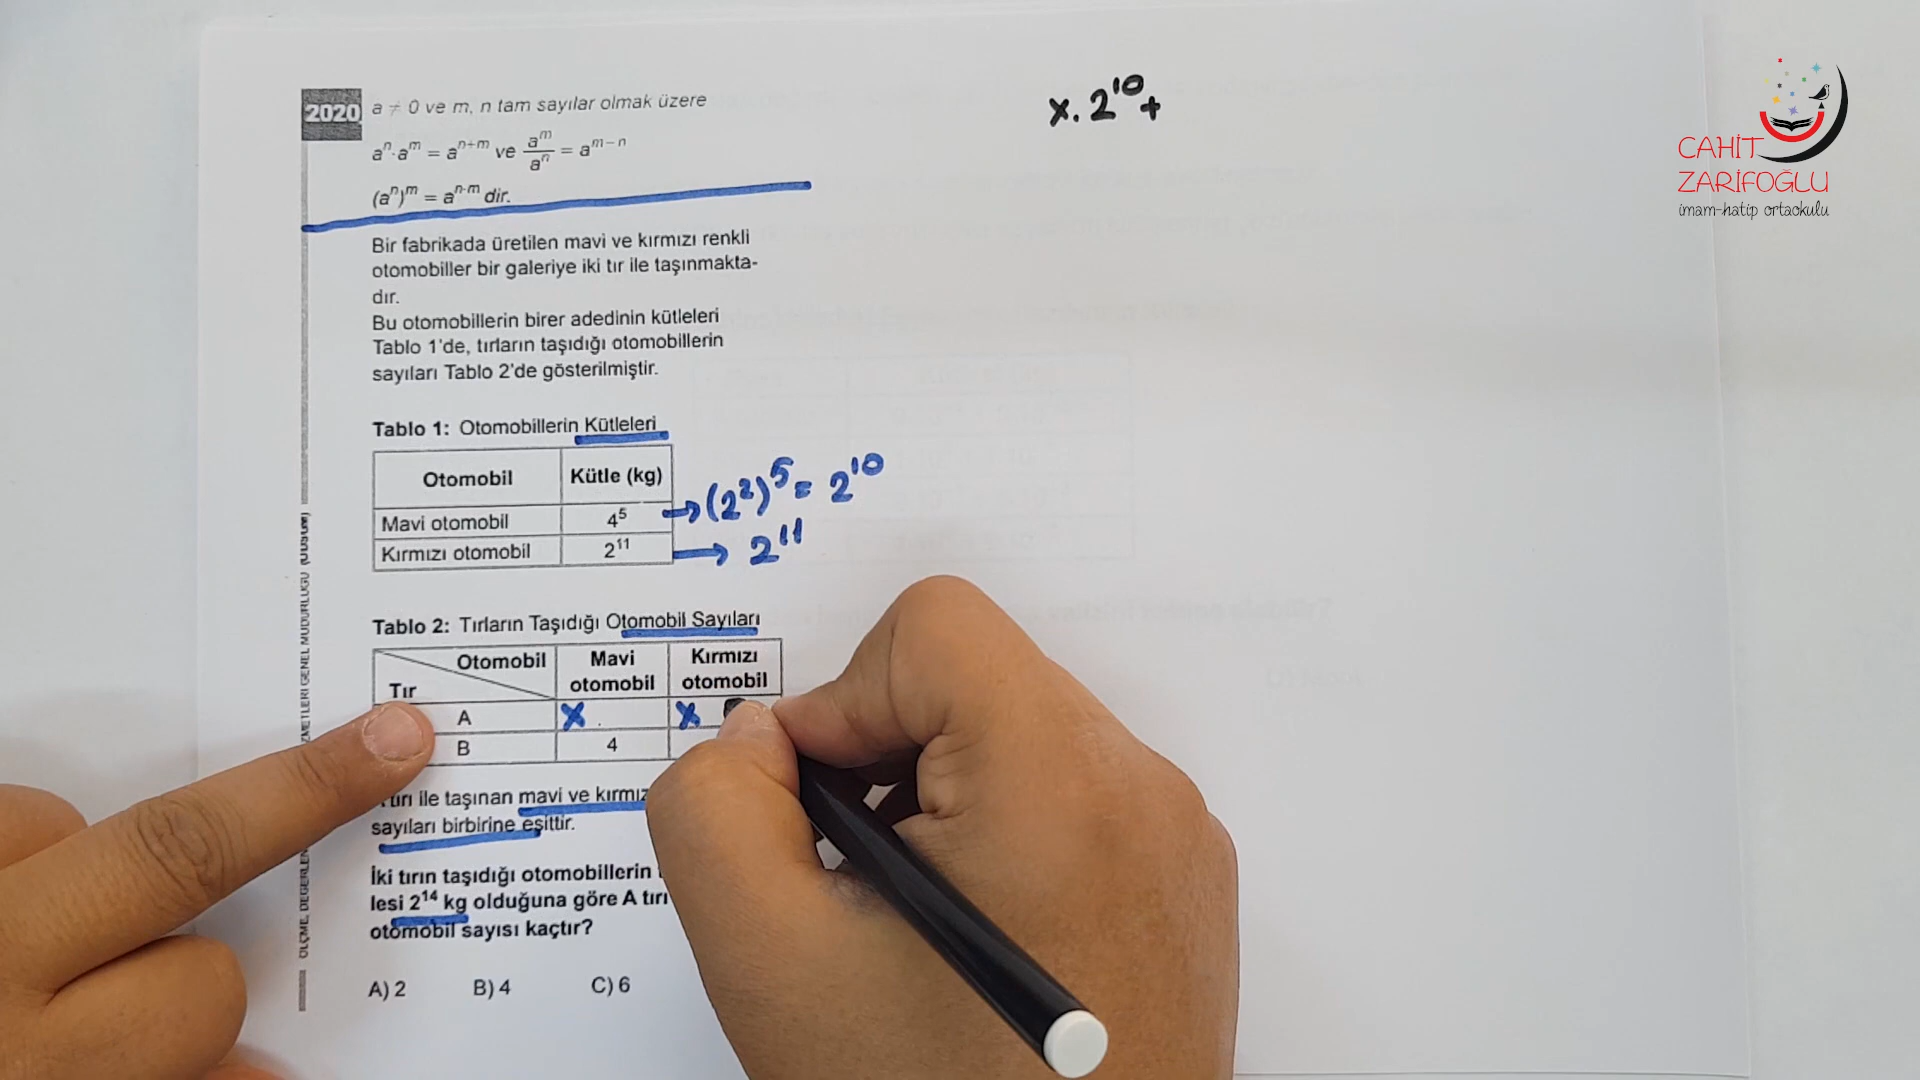 2020
a ≠ 0 ve m, n tam sayılar olmak üzere
aⁿ·aᵐ = aⁿ⁺ᵐ ve aᵐ/aⁿ = aᵐ⁻ⁿ
(aⁿ)ᵐ = aⁿ·ᵐ dir.
x. 2¹⁰+
CAHİT
ZARİFOĞLU
imam-hatip ortaokulu
Bir fabrikada üretilen mavi ve kırmızı renkli
otomobiller bir galeriye iki tır ile taşınmakta-
dır.
Bu otomobillerin birer adedinin kütleleri
Tablo 1'de, tırların taşıdığı otomobillerin
sayıları Tablo 2'de gösterilmiştir.
Tablo 1: Otomobillerin Kütleleri
Otomobil Kütle (kg)
Mavi otomobil 4⁵ → (2²)⁵ = 2¹⁰
Kırmızı otomobil 2¹¹ → 2¹¹
Tablo 2: Tırların Taşıdığı Otomobil Sayıları
Otomobil Mavi Kırmızı
Tır otomobil otomobil
A x x
B 4
ile taşınan mavi ve
sayıları birbirine eşittir.
İki tırın taşıdığı otomobillerin
lesi 2¹⁴ kg olduğuna göre A tırı
otomobil sayısı kaçtır?
A) 2 B) 4 C) 6